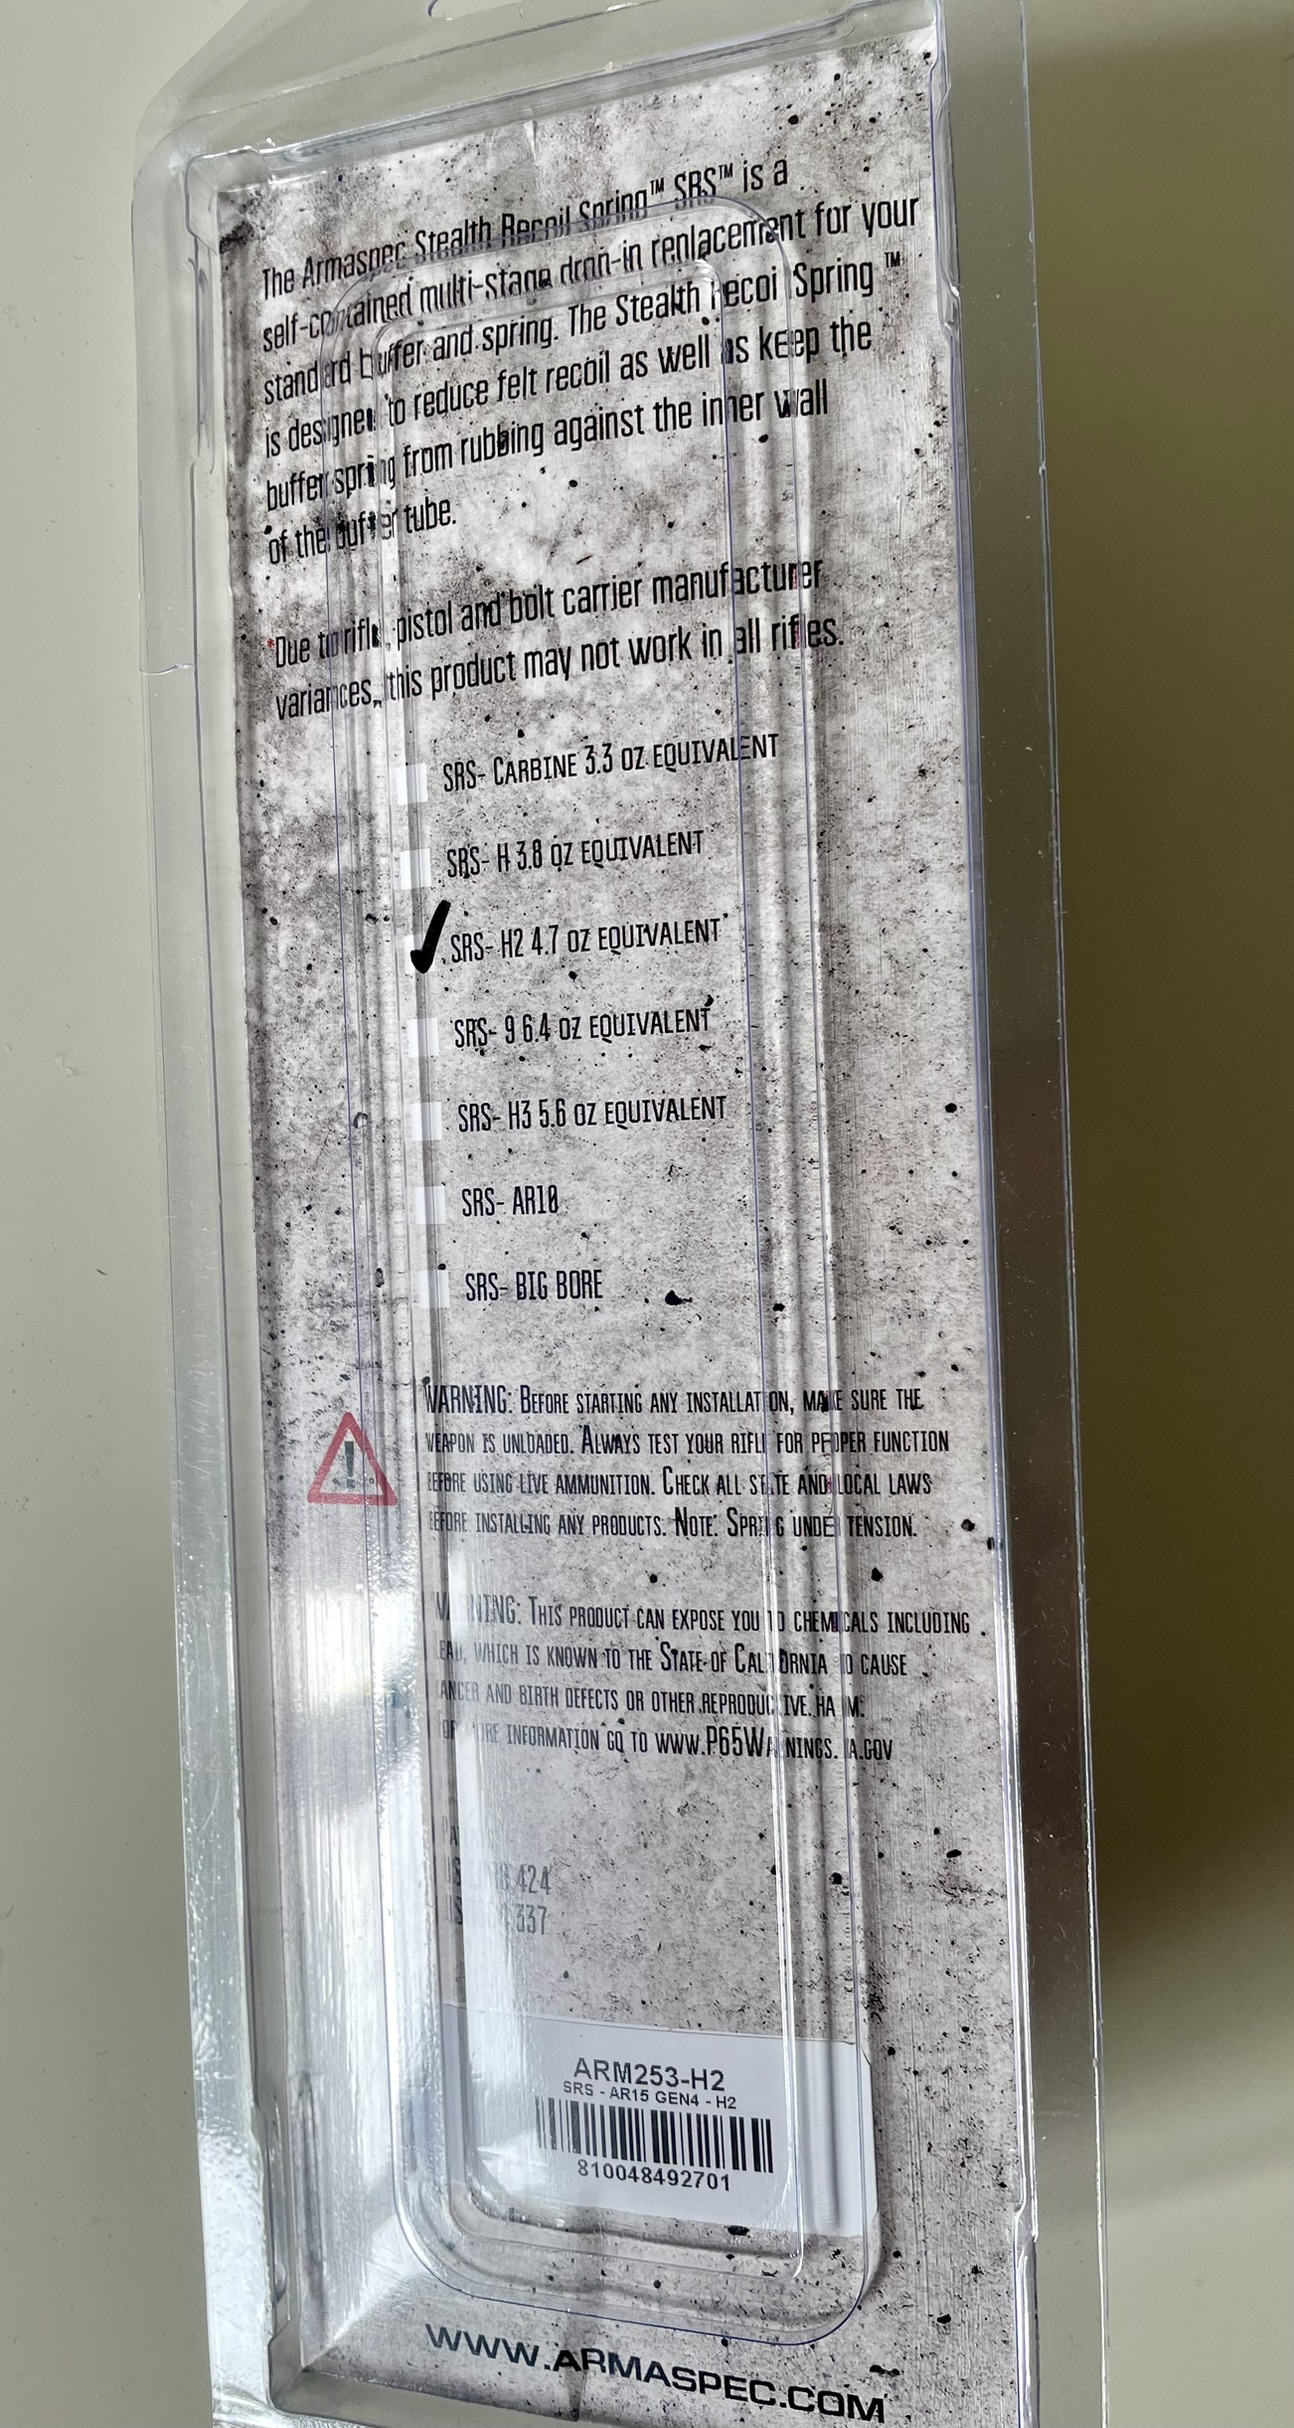 The Armaspec Stealth Recoil Spring™ SRS™ is a
self-contained multi-stage drop-in replacement for your
standard buffer and spring. The Stealth Recoil Spring™
is designed to reduce felt recoil as well as keep the
buffer spring from rubbing against the inner wall
of the buffer tube.
*Due to rifle, pistol and bolt carrier manufacturer
variances, this product may not work in all rifles.
SRS- CARBINE 3.3 OZ EQUIVALENT
SRS- H 3.8 OZ EQUIVALENT
✓ SRS- H2 4.7 OZ EQUIVALENT
SRS- 9 6.4 OZ EQUIVALENT
SRS- H3 5.6 OZ EQUIVALENT
SRS- AR10
SRS- BIG BORE
WARNING: BEFORE STARTING ANY INSTALLATION, MAKE SURE THE
WEAPON IS UNLOADED. ALWAYS TEST YOUR RIFLE FOR PROPER FUNCTION
BEFORE USING LIVE AMMUNITION. CHECK ALL STATE AND LOCAL LAWS
BEFORE INSTALLING ANY PRODUCTS. NOTE: SPRING UNDER TENSION.
WARNING: THIS PRODUCT CAN EXPOSE YOU TO CHEMICALS INCLUDING
LEAD, WHICH IS KNOWN TO THE STATE OF CALIFORNIA TO CAUSE
CANCER AND BIRTH DEFECTS OR OTHER REPRODUCTIVE HARM.
FOR MORE INFORMATION GO TO WWW.P65WARNINGS.CA.GOV
ARM253-H2
SRS - AR15 GEN4 - H2
810048492701
WWW.ARMASPEC.COM